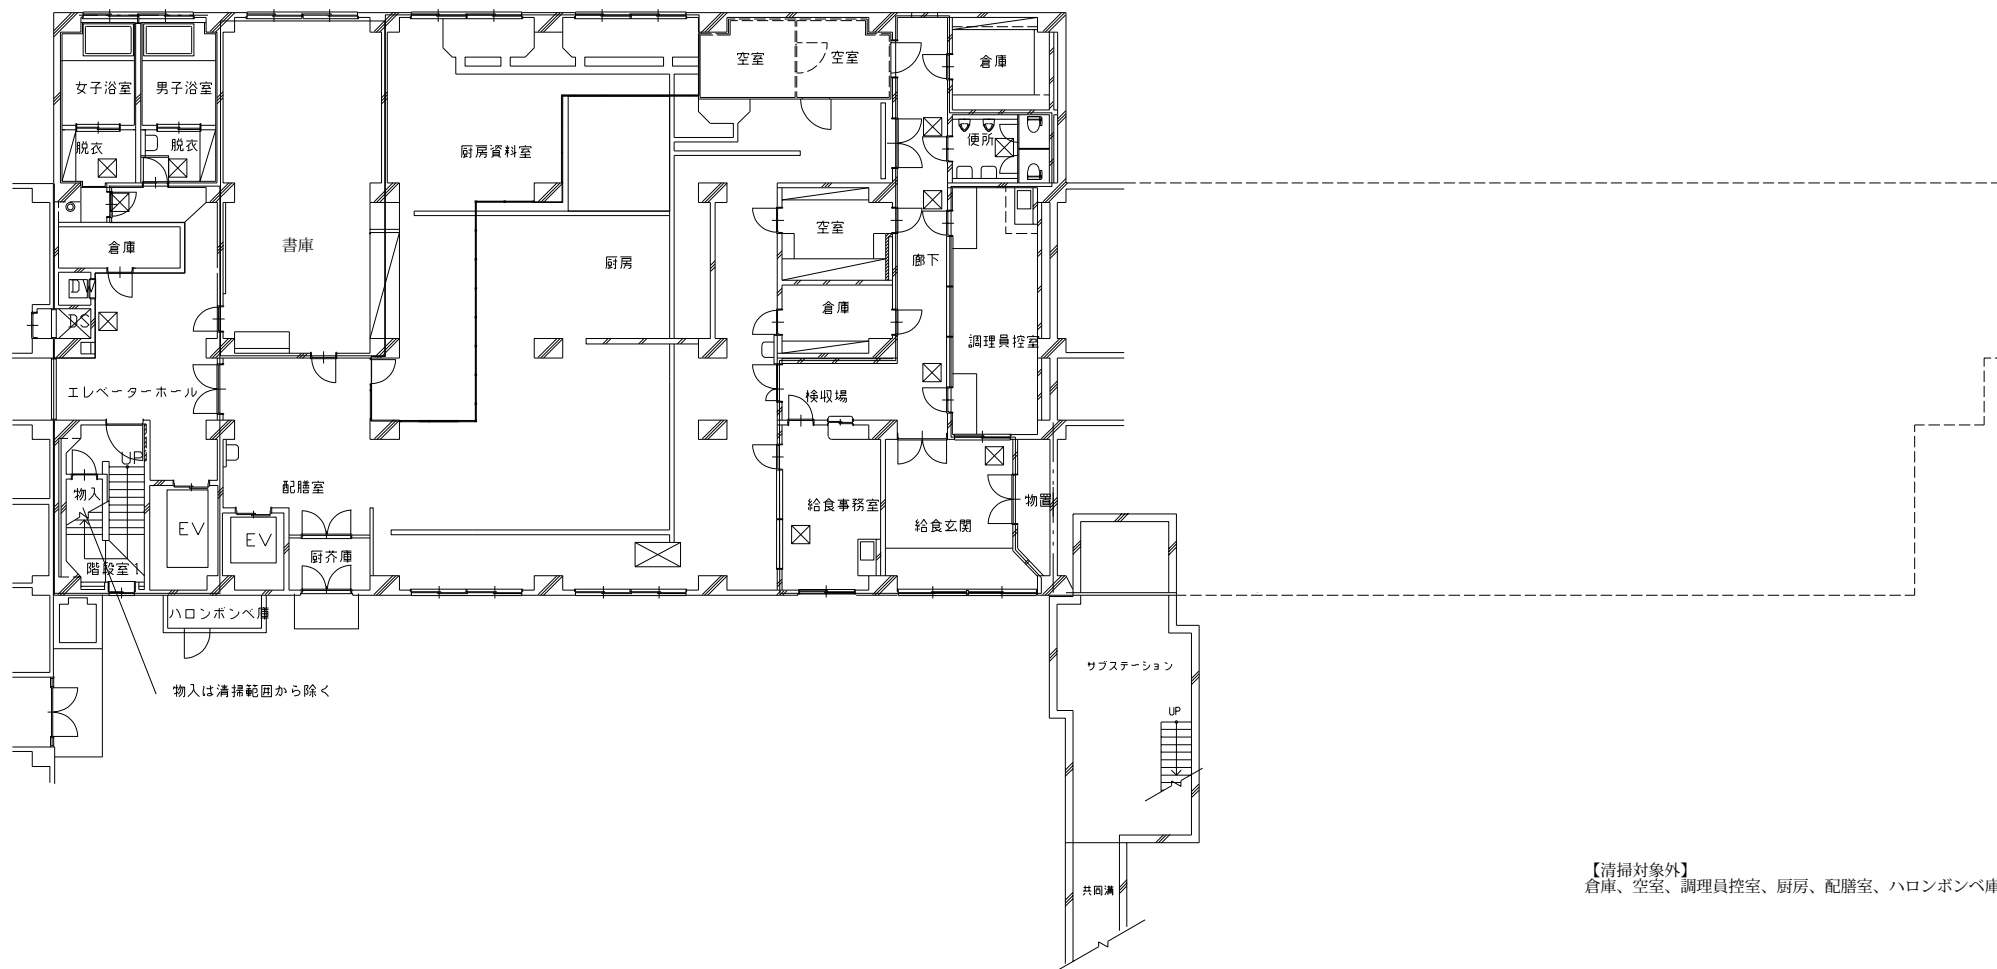 空室
空室
倉庫
女子浴室
男子浴室
便所
脱衣
脱衣
厨房資料室
空室
書庫
倉庫
厨房
廊下
DW
倉庫
DS
調理員控室
エレベーターホール
検収場
物入
配膳室
給食事務室
物置
EV
EV
給食玄関
厨芥庫
階段室 1
ハロンボンベ庫
サブステーション
物入は清掃範囲から除く
UP
【清掃対象外】
倉庫、空室、調理員控室、厨房、配膳室、ハロンボンベ庫
共同溝